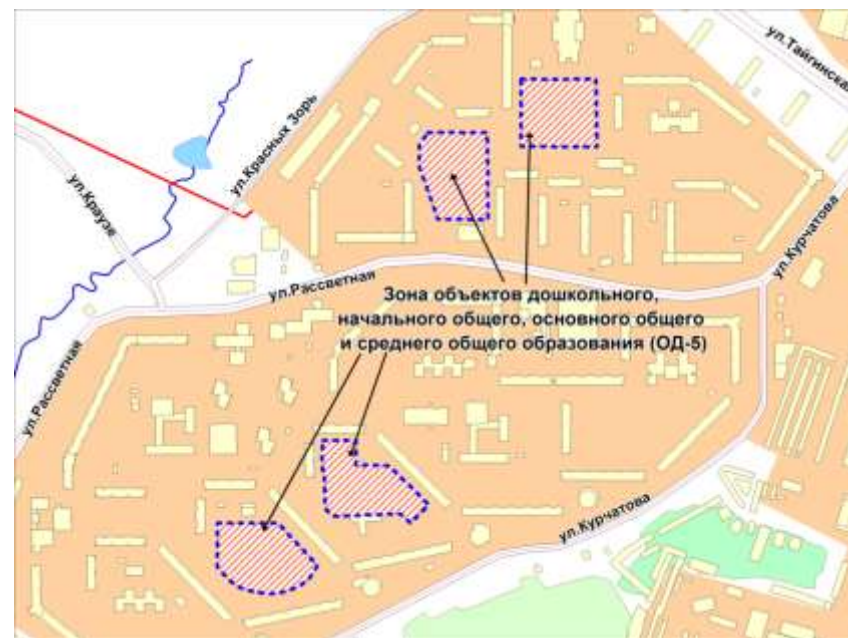 ул.Тайгинская
ул.Красных Зорь
ул.Краузе
ул.Курчатова
ул.Рассветная
Зона объектов дошкольного,
начального общего, основного общего
и среднего общего образования (ОД-5)
ул.Рассветная
ул.Курчатова